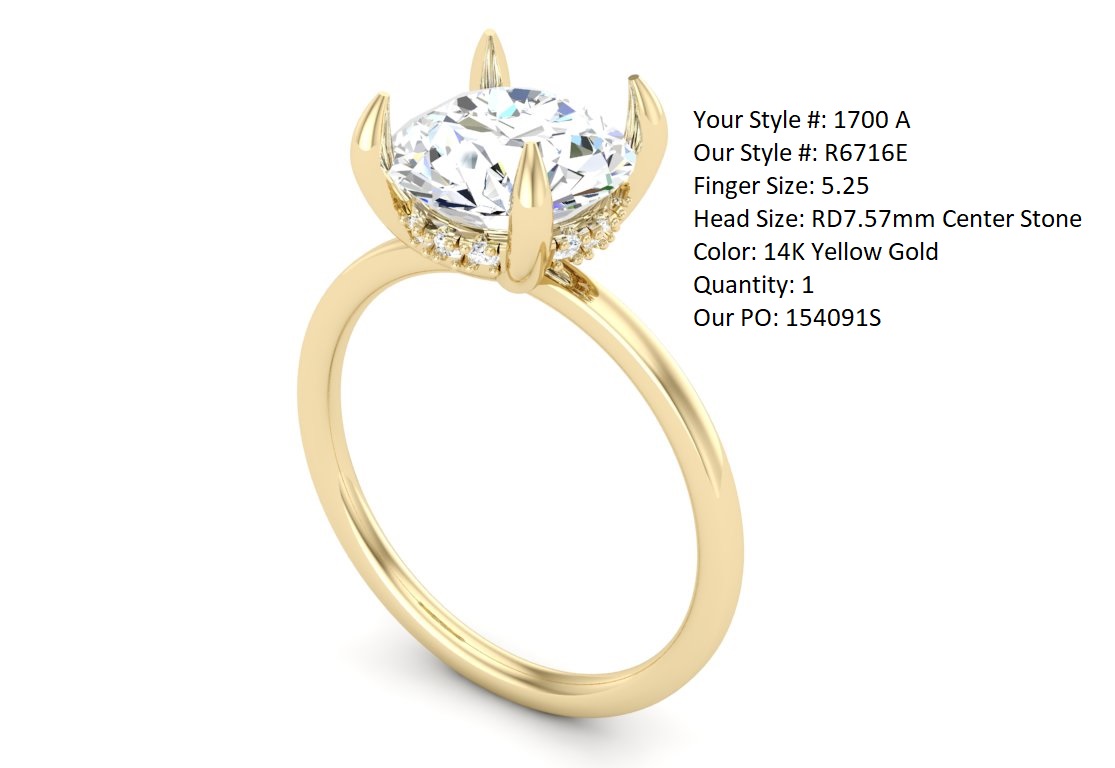 Your Style #: 1700 A
Our Style #: R6716E
Finger Size: 5.25
Head Size: RD7.57mm Center Stone
Color: 14K Yellow Gold
Quantity: 1
Our PO: 154091S